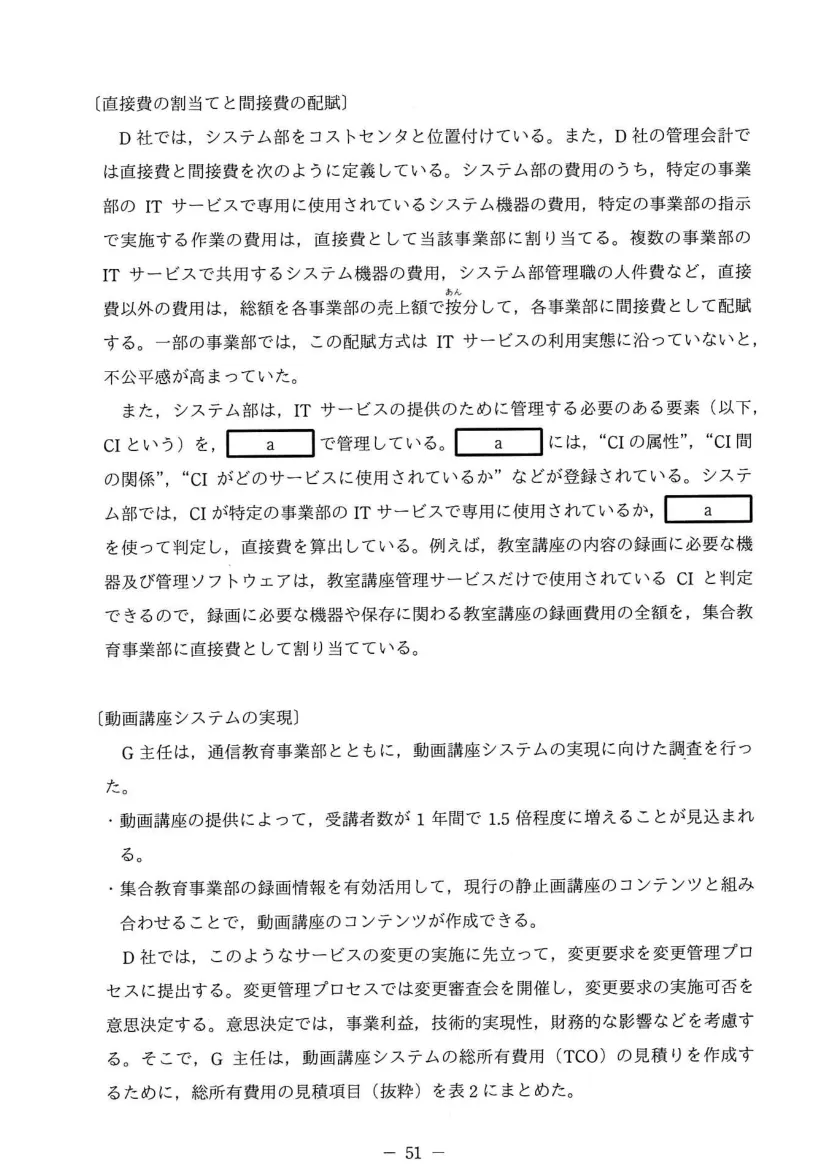 〔直接費の割当てと間接費の配賦〕
D社では，システム部をコストセンタと位置付けている。また，D社の管理会計で
は直接費と間接費を次のように定義している。システム部の費用のうち，特定の事業
部の IT サービスで専用に使用されているシステム機器の費用，特定の事業部の指示
で実施する作業の費用は，直接費として当該事業部に割り当てる。複数の事業部の
IT サービスで共用するシステム機器の費用，システム部管理職の人件費など，直接
あん
費以外の費用は，総額を各事業部の売上額で按分して，各事業部に間接費として配賦
する。一部の事業部では，この配賦方式は IT サービスの利用実態に沿っていないと，
不公平感が高まっていた。
また，システム部は，IT サービスの提供のために管理する必要のある要素（以下，
CIという）を， a で管理している。 a には，“CIの属性”，“CI間
の関係”，“CI がどのサービスに使用されているか” などが登録されている。システ
ム部では，CIが特定の事業部の IT サービスで専用に使用されているか， a
を使って判定し，直接費を算出している。例えば，教室講座の内容の録画に必要な機
器及び管理ソフトウェアは，教室講座管理サービスだけで使用されている CI と判定
できるので，録画に必要な機器や保存に関わる教室講座の録画費用の全額を，集合教
育事業部に直接費として割り当てている。
〔動画講座システムの実現〕
G主任は，通信教育事業部とともに，動画講座システムの実現に向けた調査を行っ
た。
・動画講座の提供によって，受講者数が 1 年間で 1.5 倍程度に増えることが見込まれ
る。
・集合教育事業部の録画情報を有効活用して，現行の静止画講座のコンテンツと組み
合わせることで，動画講座のコンテンツが作成できる。
D社では，このようなサービスの変更の実施に先立って，変更要求を変更管理プロ
セスに提出する。変更管理プロセスでは変更審査会を開催し，変更要求の実施可否を
意思決定する。意思決定では，事業利益，技術的実現性，財務的な影響などを考慮す
る。そこで，G 主任は，動画講座システムの総所有費用（TCO）の見積りを作成す
るために，総所有費用の見積項目（抜粋）を表2にまとめた。
－ 51 －